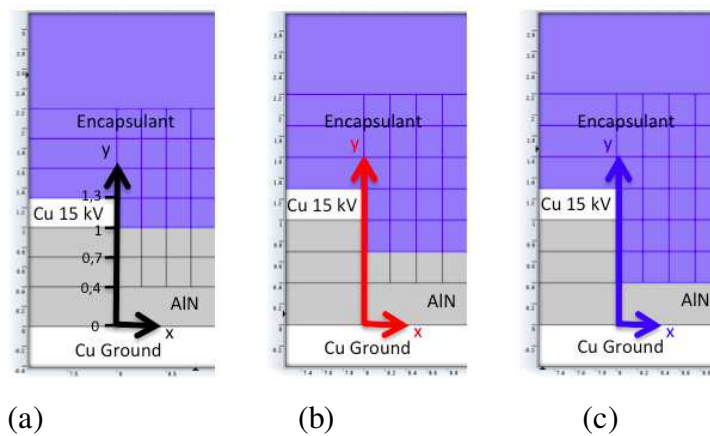 Encapsulant
y
1,3
Cu 15 kV
1
0,7
0,4
AlN
0
x
Cu Ground
(a)
Encapsulant
y
Cu 15 kV
AlN
x
Cu Ground
(b)
Encapsulant
y
Cu 15 kV
AlN
x
Cu Ground
(c)